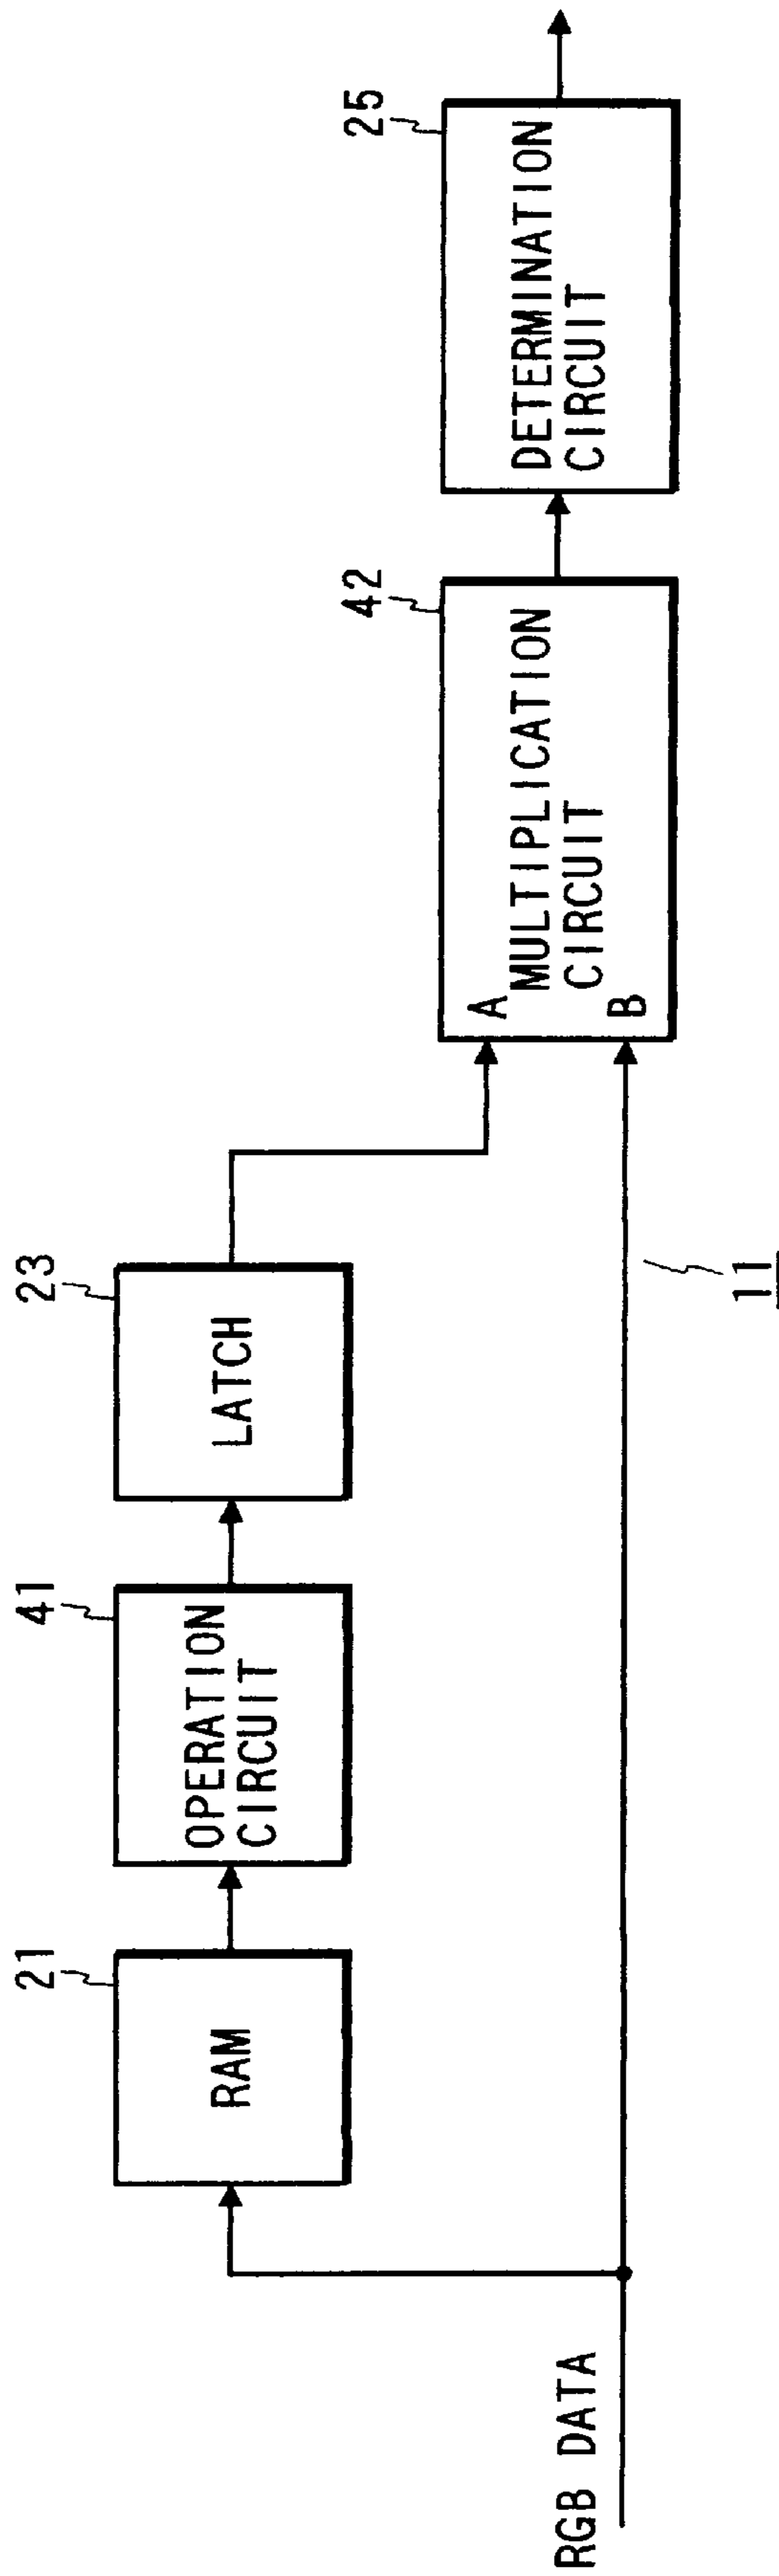 RGB DATA
21
RAM
41
OPERATION
CIRCUIT
23
LATCH
11
A
B
42
MULTIPLICATION
CIRCUIT
25
DETERMINATION
CIRCUIT